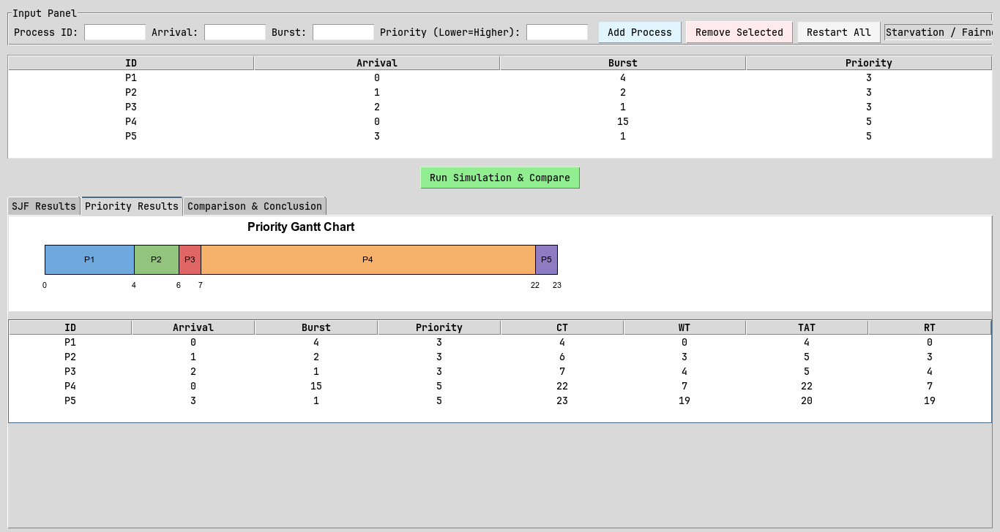 Input Panel
Process ID: Arrival: Burst: Priority (Lower=Higher): Add Process Remove Selected Restart All Starvation / Fairn
ID Arrival Burst Priority
P1 0 4 3
P2 1 2 3
P3 2 1 3
P4 0 15 5
P5 3 1 5
Run Simulation & Compare
SJF Results Priority Results Comparison & Conclusion
Priority Gantt Chart
P1 P2 P3 P4 P5
0 4 6 7 22 23
ID Arrival Burst Priority CT WT TAT RT
P1 0 4 3 4 0 4 0
P2 1 2 3 6 3 5 3
P3 2 1 3 7 4 5 4
P4 0 15 5 22 7 22 7
P5 3 1 5 23 19 20 19